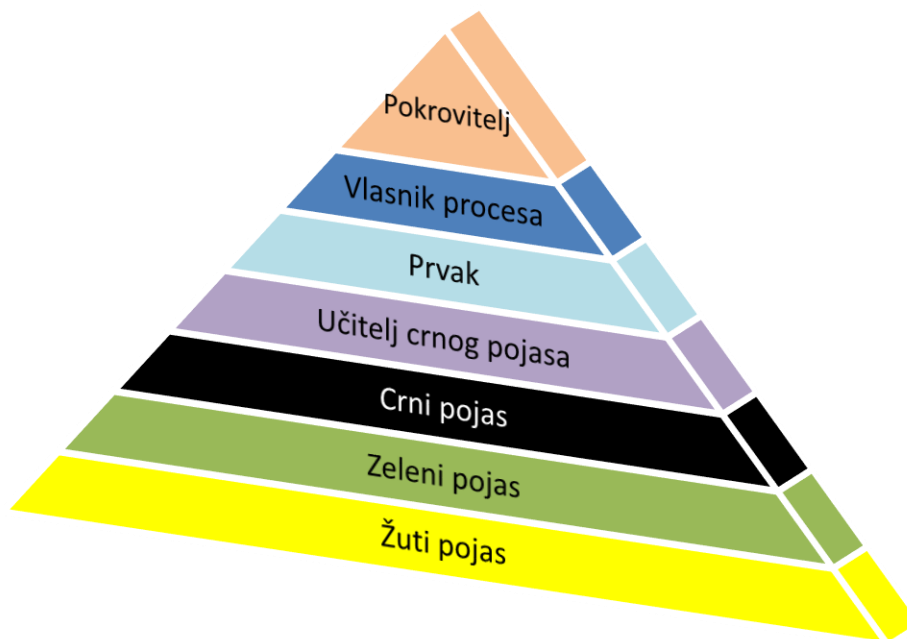 Pokrovitelj
Vlasnik procesa
Prvak
Učitelj crnog pojasa
Crni pojas
Zeleni pojas
Žuti pojas